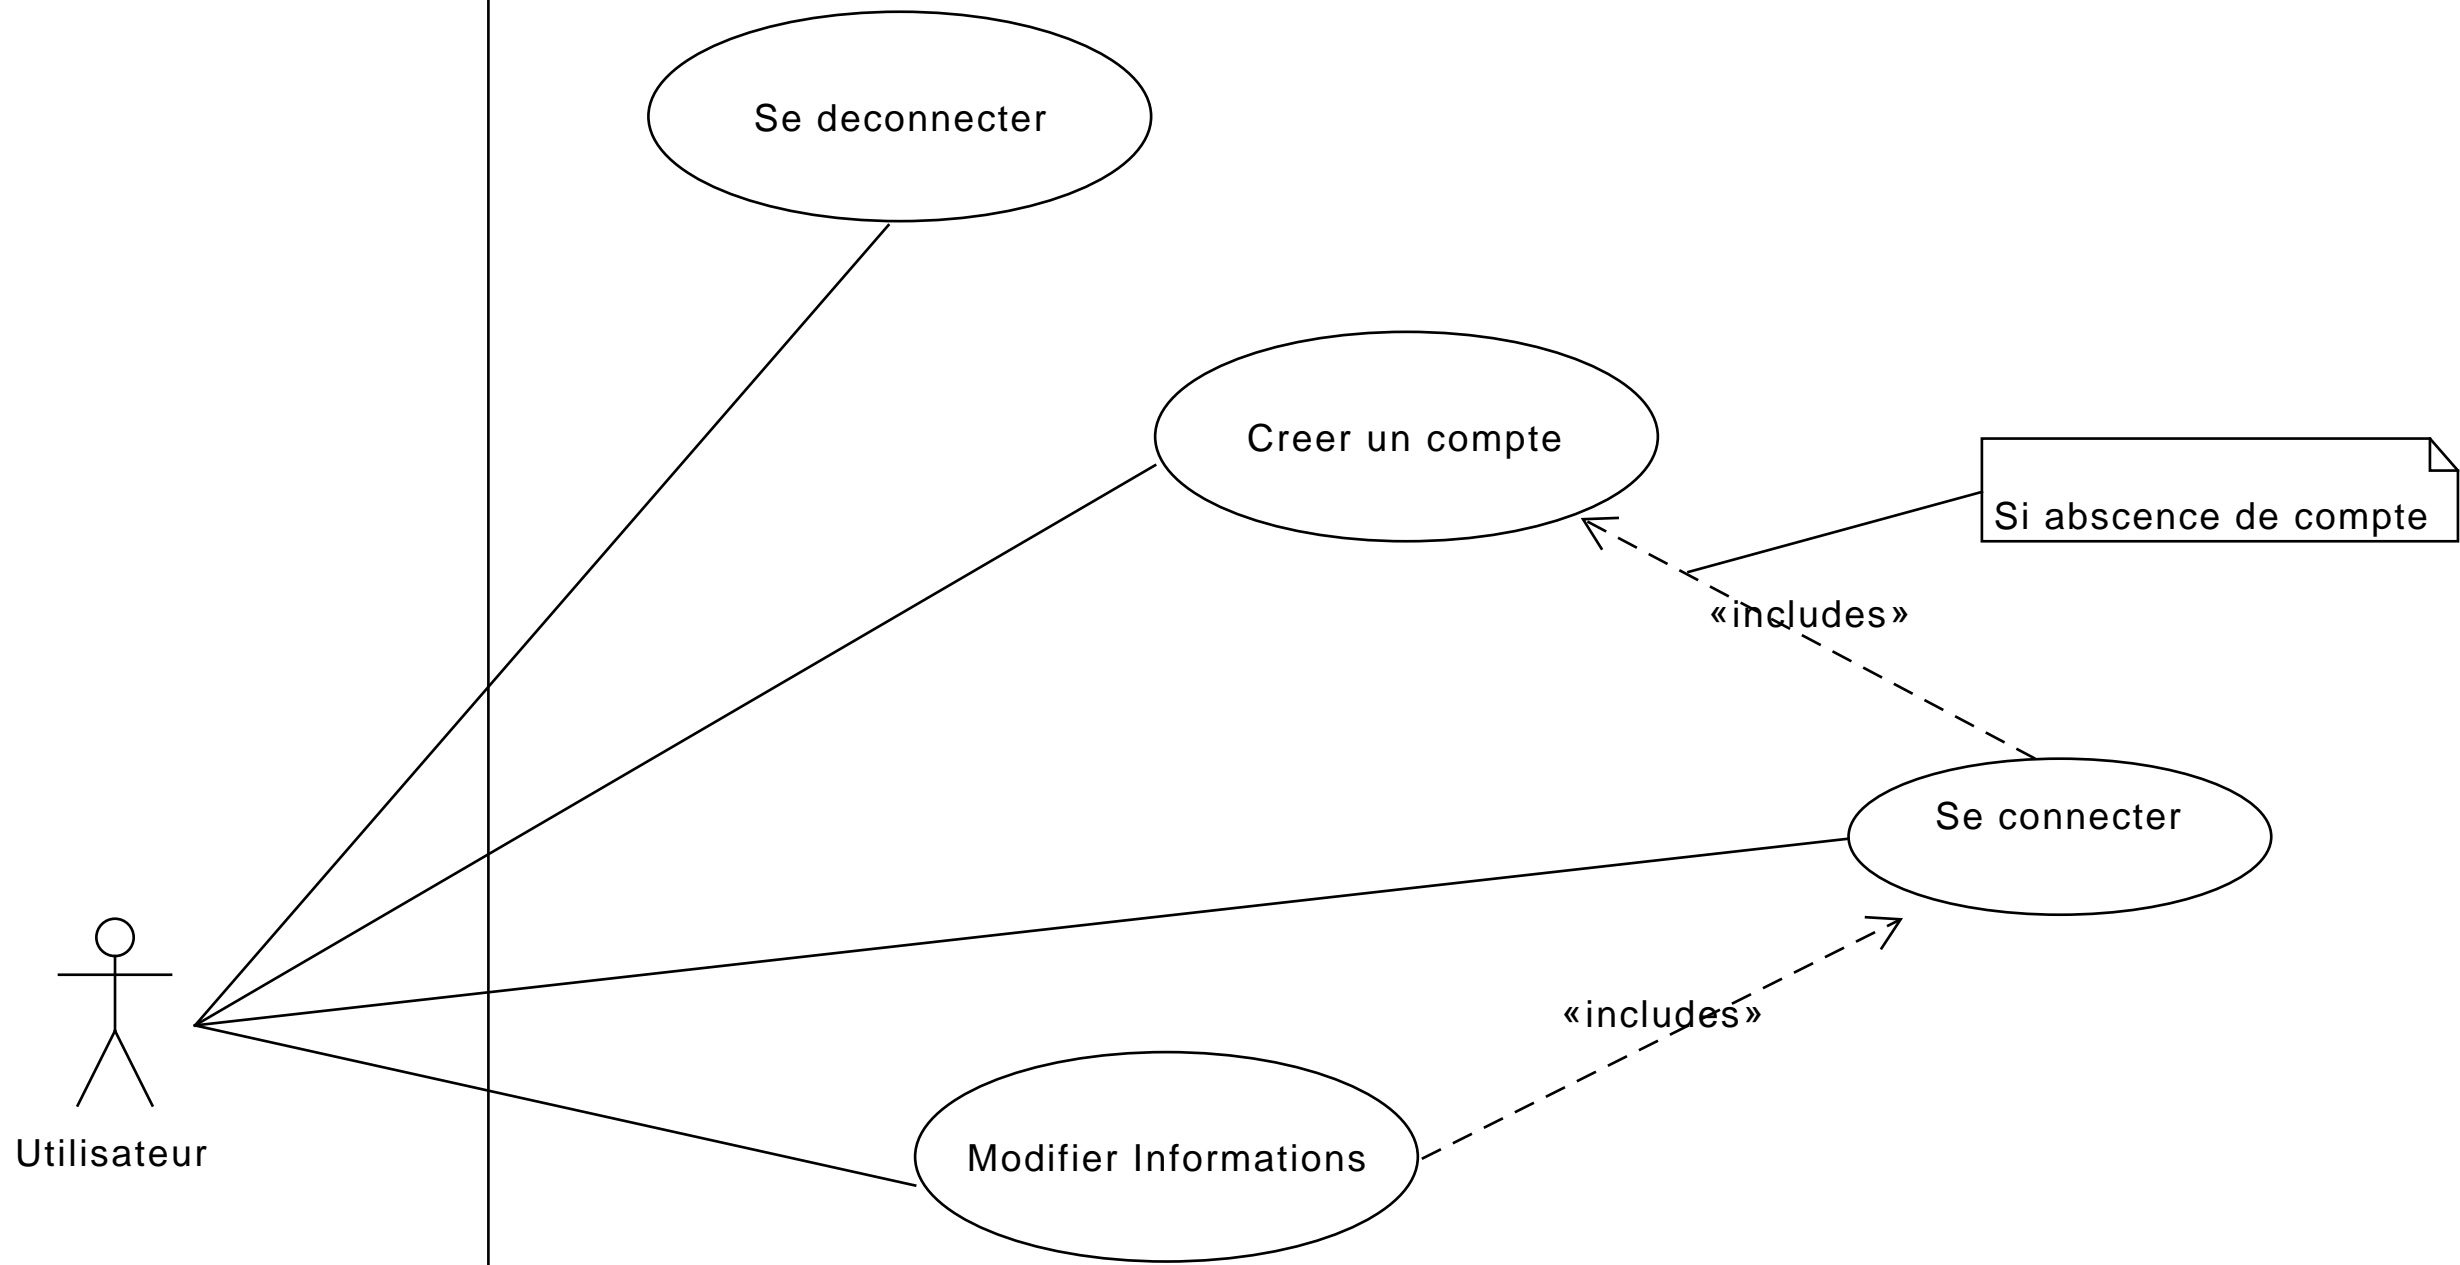 Se deconnecter
Creer un compte
Si abscence de compte
«includes»
Se connecter
«includes»
Utilisateur
Modifier Informations